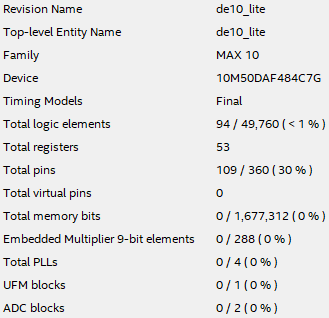 Revision Name de10_lite
Top-level Entity Name de10_lite
Family MAX 10
Device 10M50DAF484C7G
Timing Models Final
Total logic elements 94 / 49,760 ( < 1 % )
Total registers 53
Total pins 109 / 360 ( 30 % )
Total virtual pins 0
Total memory bits 0 / 1,677,312 ( 0 % )
Embedded Multiplier 9-bit elements 0 / 288 ( 0 % )
Total PLLs 0 / 4 ( 0 % )
UFM blocks 0 / 1 ( 0 % )
ADC blocks 0 / 2 ( 0 % )